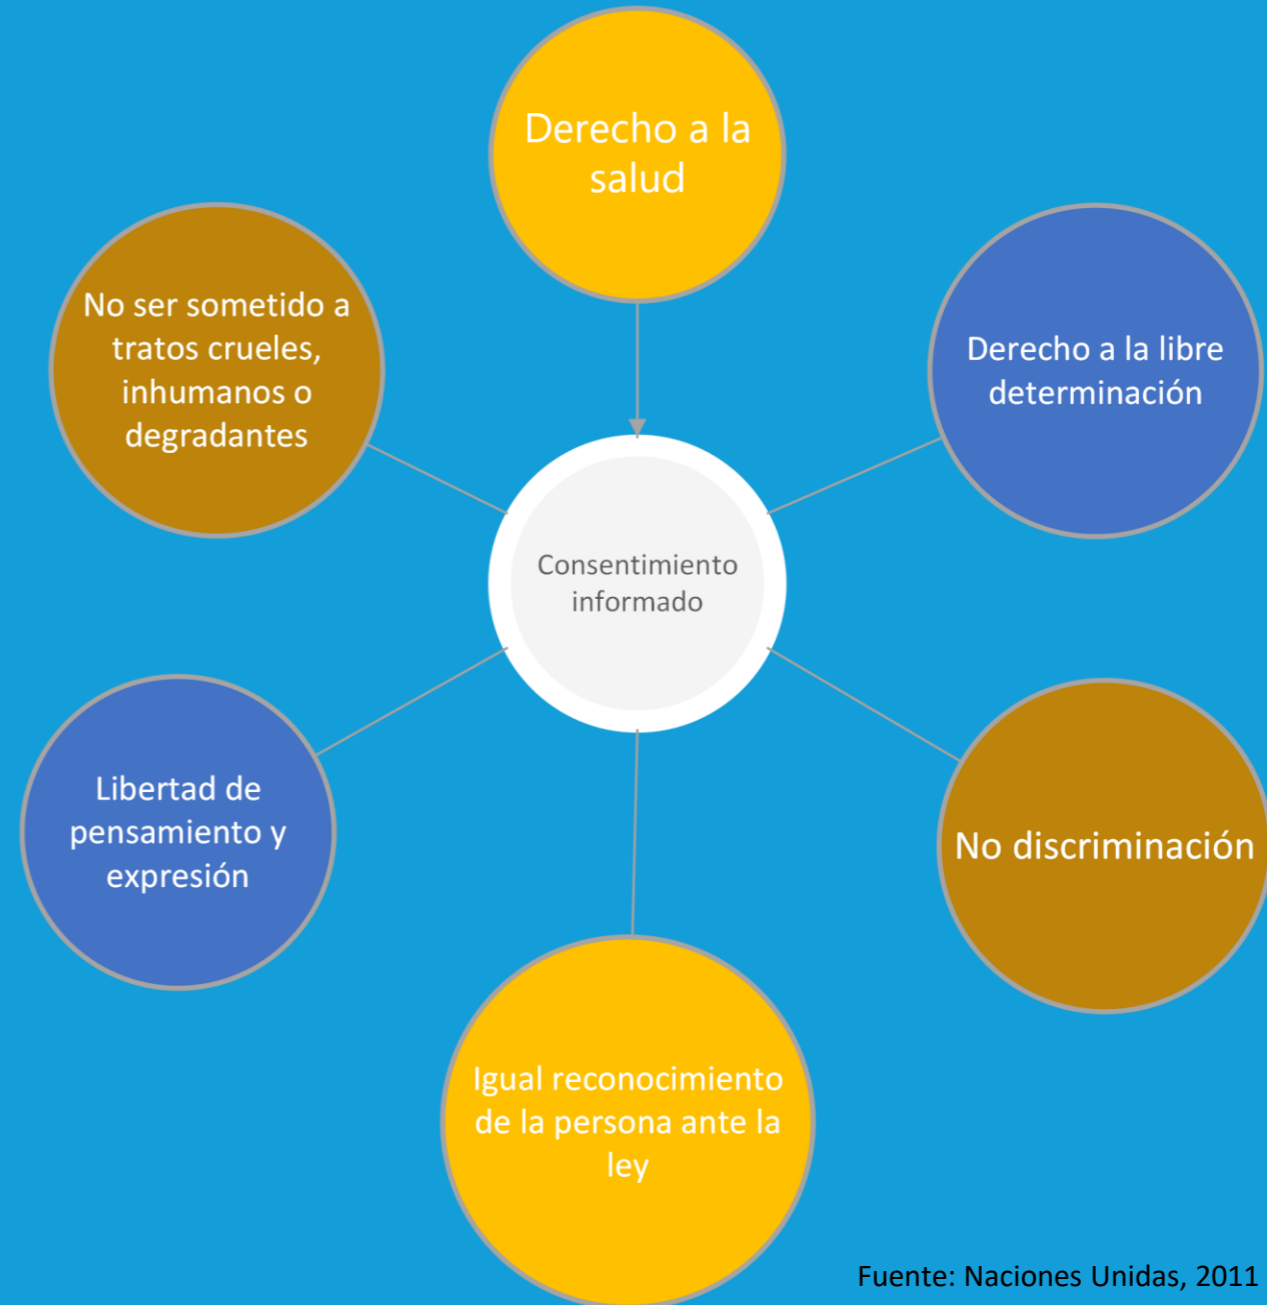 Derecho a la
salud
No ser sometido a
tratos crueles,
inhumanos o
degradantes
Derecho a la libre
determinación
Consentimiento
informado
Libertad de
pensamiento y
expresión
No discriminación
Igual reconocimiento
de la persona ante la
ley
Fuente: Naciones Unidas, 2011